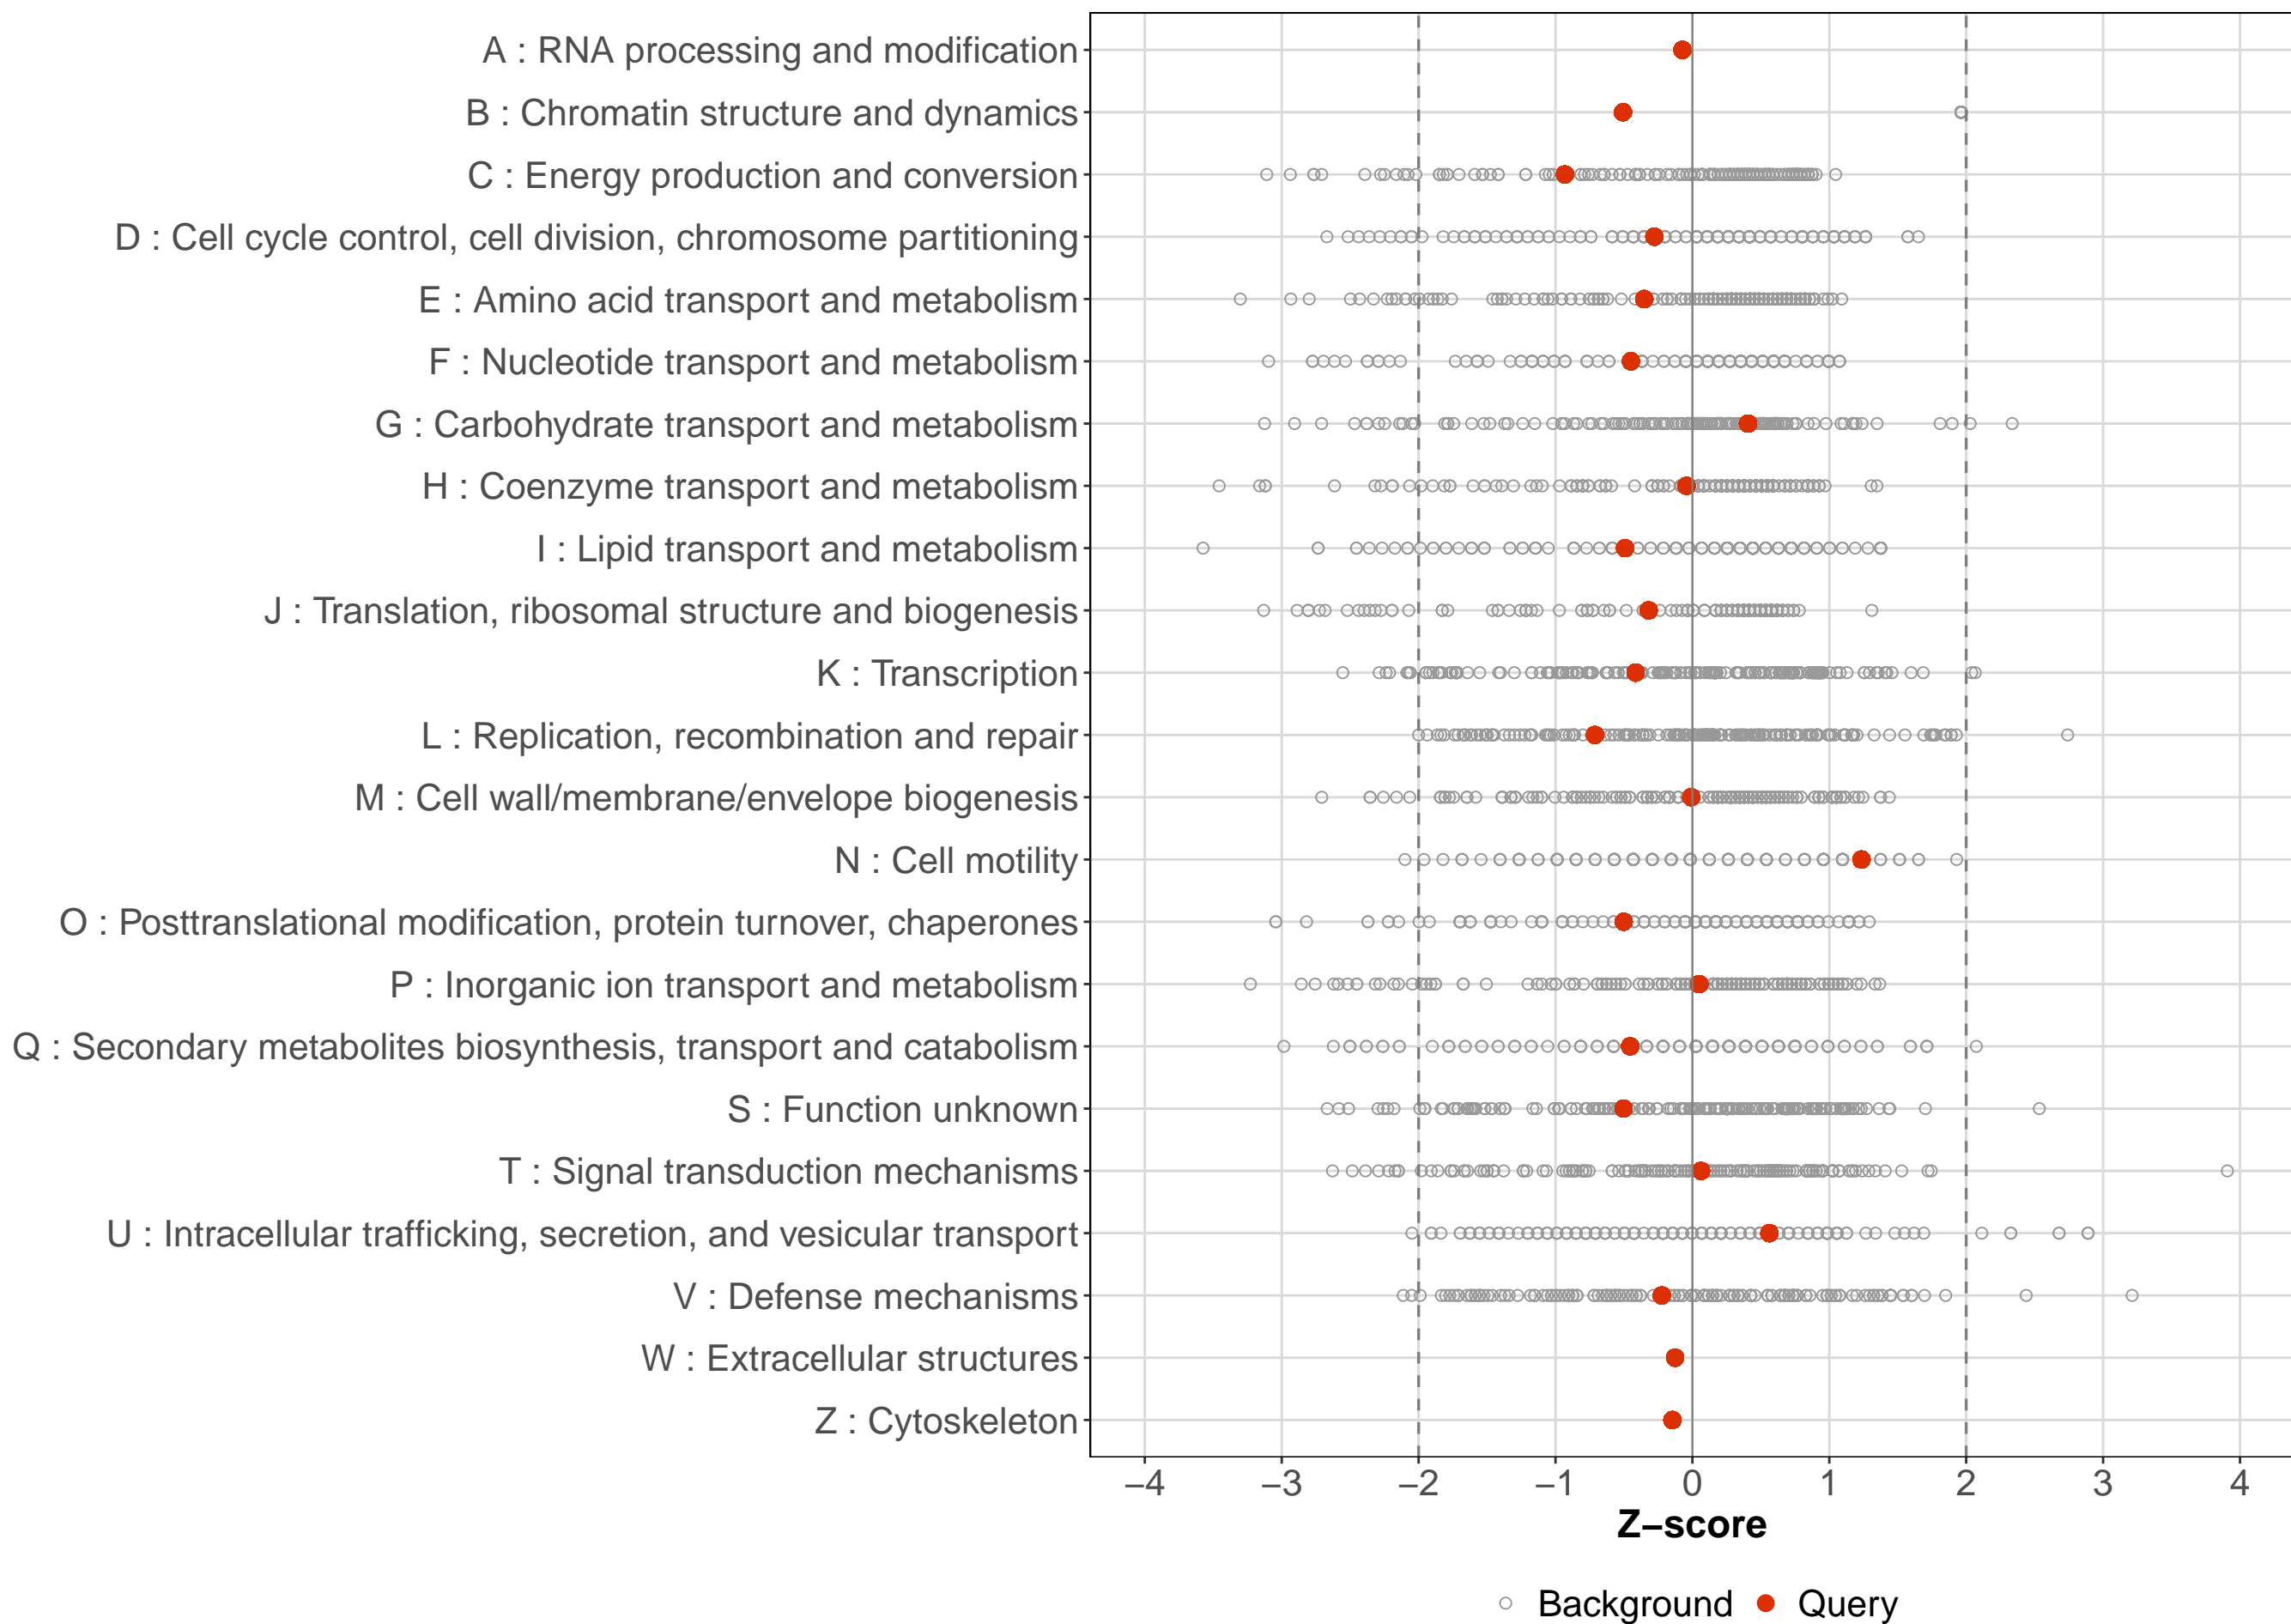 A : RNA processing and modification
B : Chromatin structure and dynamics
C : Energy production and conversion
D : Cell cycle control, cell division, chromosome partitioning
E : Amino acid transport and metabolism
F : Nucleotide transport and metabolism
G : Carbohydrate transport and metabolism
H : Coenzyme transport and metabolism
I : Lipid transport and metabolism
J : Translation, ribosomal structure and biogenesis
K : Transcription
L : Replication, recombination and repair
M : Cell wall/membrane/envelope biogenesis
N : Cell motility
O : Posttranslational modification, protein turnover, chaperones
P : Inorganic ion transport and metabolism
Q : Secondary metabolites biosynthesis, transport and catabolism
S : Function unknown
T : Signal transduction mechanisms
U : Intracellular trafficking, secretion, and vesicular transport
V : Defense mechanisms
W : Extracellular structures
Z : Cytoskeleton
−4 −3 −2 −1 0 1 2 3 4
Z−score
Background Query